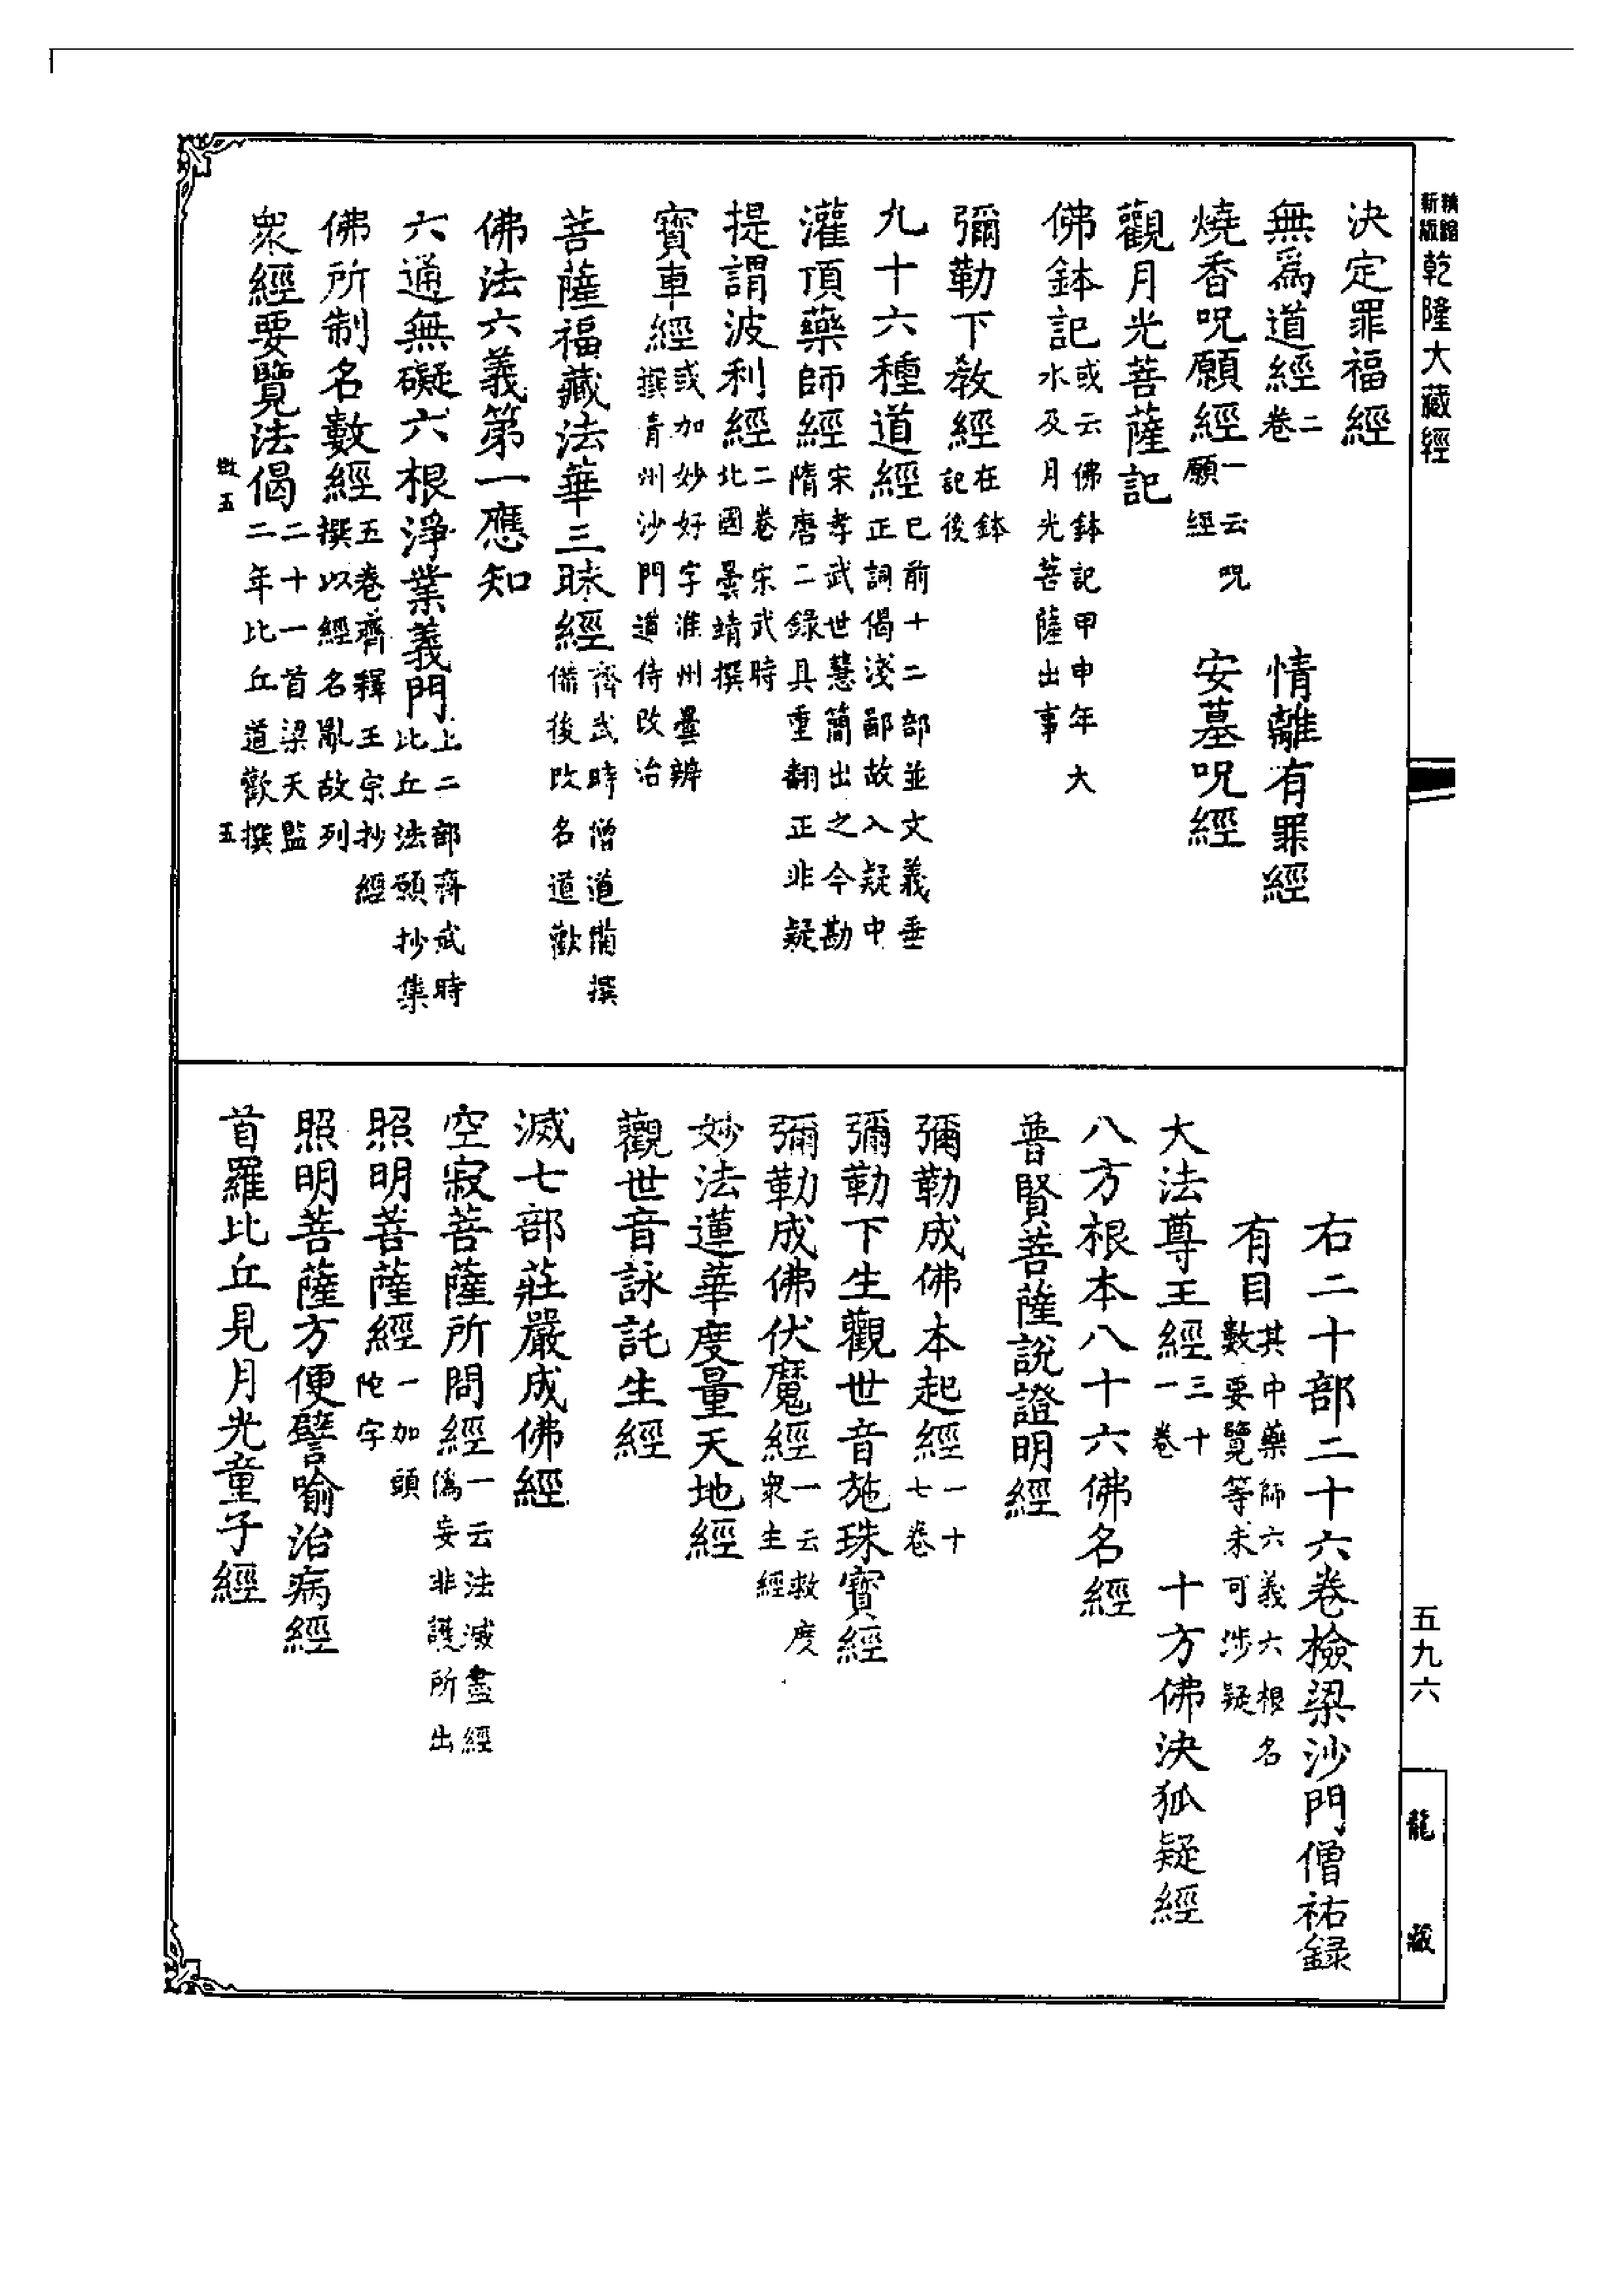 精縮新版乾隆大藏經
決定罪福經
無為道經二卷　情離有罪經
燒香呪願經一云呪願經　安墓呪經
觀月光菩薩記
佛鉢記或云佛鉢記甲申年大水及月光菩薩出事
彌勒下教經在鉢記後
九十六種道經已前十二部並文義垂正詞偈淺鄙故入疑中
灌頂藥師經宋孝武世慧簡出之今勘隋唐二錄具重翻正非疑
提謂波利經二卷宋武時北國曇靖撰
寶車經或加妙好字淮州曇辨撰青州沙門道侍改治
菩薩福藏法華三昧經齊武時僧道備撰備後改名道歡
佛法六義第一應知
六通無礙六根淨業義門上二部齊武時比丘法願抄集
佛所制名數經五卷齊釋王宗抄經撰以經名亂故列
眾經要覽法偈二十一首梁天監二年比丘道歡撰
五
五
右二十部二十六卷檢梁沙門僧祐録
有目其中藥師六義六根名數要覽等未可涉疑
大法尊王經三十一卷　十方佛決狐疑經
八方根本八十六佛名經
普賢菩薩說證明經
彌勒成佛本起經一十七卷
彌勒下生觀世音施珠寶經
彌勒成佛伏魔經一云救度衆生經
妙法蓮華度量天地經
觀世音詠託生經
滅七部莊嚴成佛經
空寂菩薩所問經一云法滅盡經偽妄非護所出
照明菩薩經一加頭陀字
照明菩薩方便譬喻治病經
首羅比丘見月光童子經
五九六
龍藏